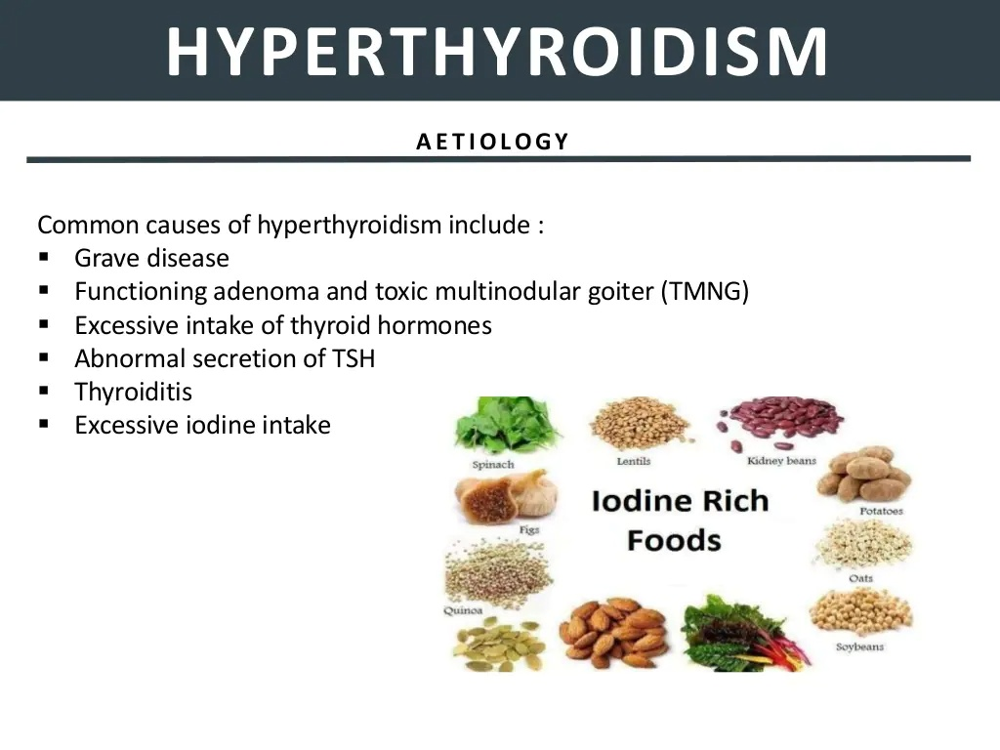 HYPERTHYROIDISM
AETIOLOGY
Common causes of hyperthyroidism include :
▪ Grave disease
▪ Functioning adenoma and toxic multinodular goiter (TMNG)
▪ Excessive intake of thyroid hormones
▪ Abnormal secretion of TSH
▪ Thyroiditis
▪ Excessive iodine intake
Spinach
Lentils
Kidney beans
Potatoes
Iodine Rich
Foods
Figs
Oats
Quinoa
Soybeans